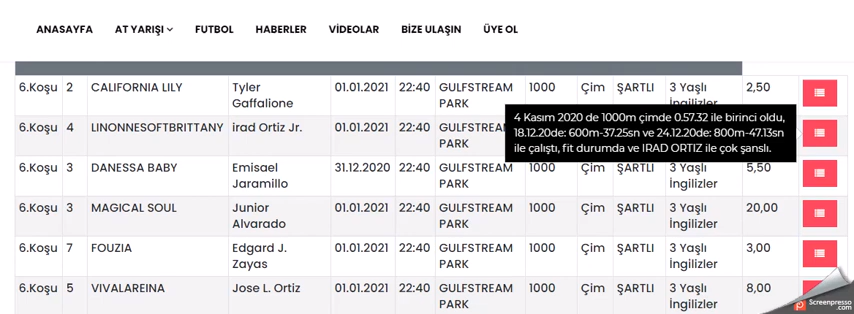 ANASAYFA AT YARIŞI FUTBOL HABERLER VİDEOLAR BİZE ULAŞIN ÜYE OL
6.Koşu 2 CALIFORNIA LILY Tyler Gaffalione 01.01.2021 22:40 GULFSTREAM PARK 1000 Çim ŞARTLI 3 Yaşlı İngilizler 2,50
6.Koşu 4 LINONNESOFTBRITTANY irad Ortiz Jr. 01.01.2021 22:40 GULFSTREAM PARK
4 Kasım 2020 de 1000m çimde 0.57.32 ile birinci oldu,
18.12.20de: 600m-37.25sn ve 24.12.20de: 800m-47.13sn
ile çalıştı, fit durumda ve IRAD ORTIZ ile çok şanslı.
6.Koşu 3 DANESSA BABY Emisael Jaramillo 31.12.2020 22:40 GULFSTREAM PARK 1000 Çim ŞARTLI 3 Yaşlı İngilizler 5,50
6.Koşu 3 MAGICAL SOUL Junior Alvarado 01.01.2021 22:40 GULFSTREAM PARK 1000 Çim ŞARTLI 3 Yaşlı İngilizler 20,00
6.Koşu 7 FOUZIA Edgard J. Zayas 01.01.2021 22:40 GULFSTREAM PARK 1000 Çim ŞARTLI 3 Yaşlı İngilizler 3,00
6.Koşu 5 VIVALAREINA Jose L. Ortiz 01.01.2021 22:40 GULFSTREAM PARK 1000 Çim ŞARTLI 3 Yaşlı İngilizler 8,00
Screenpresso
.com